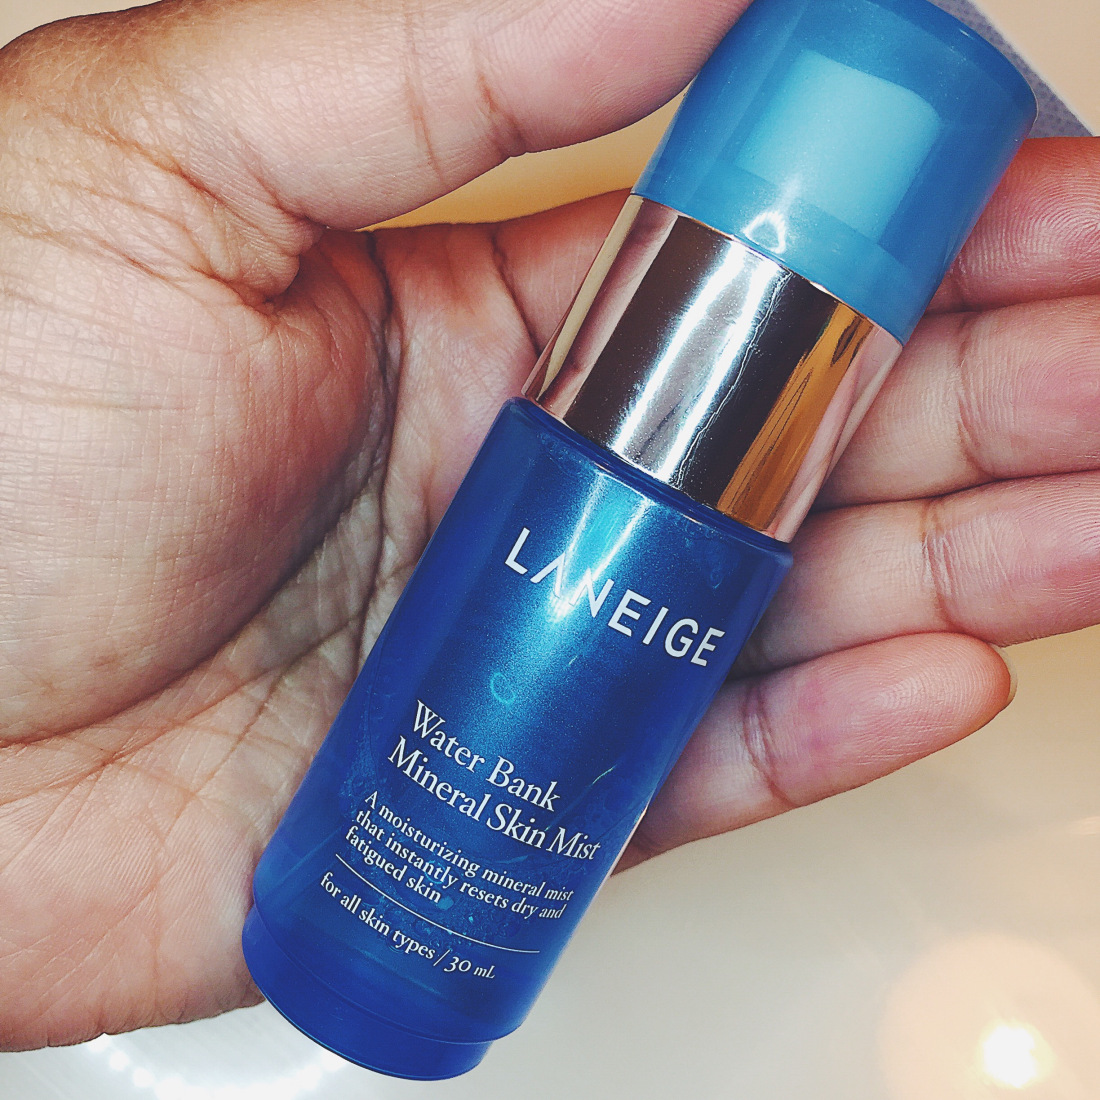 LANEIGE
Water Bank
Mineral Skin Mist
A moisturizing mineral mist
that instantly resets dry and
fatigued skin
for all skin types / 30 mL